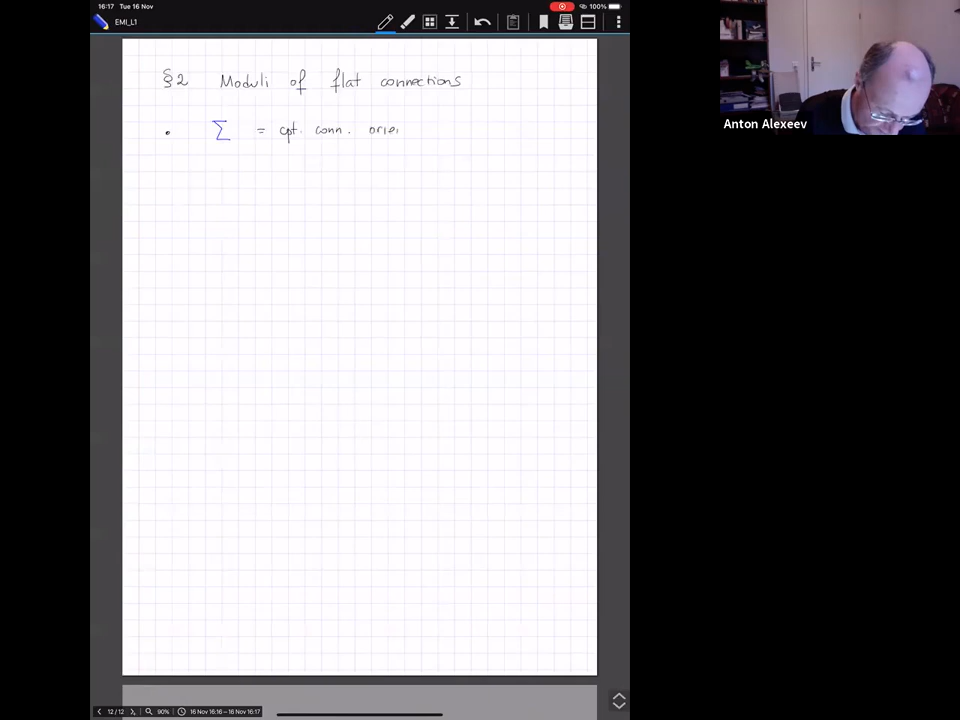 16:17 Tue 16 Nov
100%
EMI_L1
§2 Moduli of flat connections
• Σ = cpt. conn. orie
Anton Alexeev
12/12 90% 16 Nov 16:16 – 16 Nov 16:17